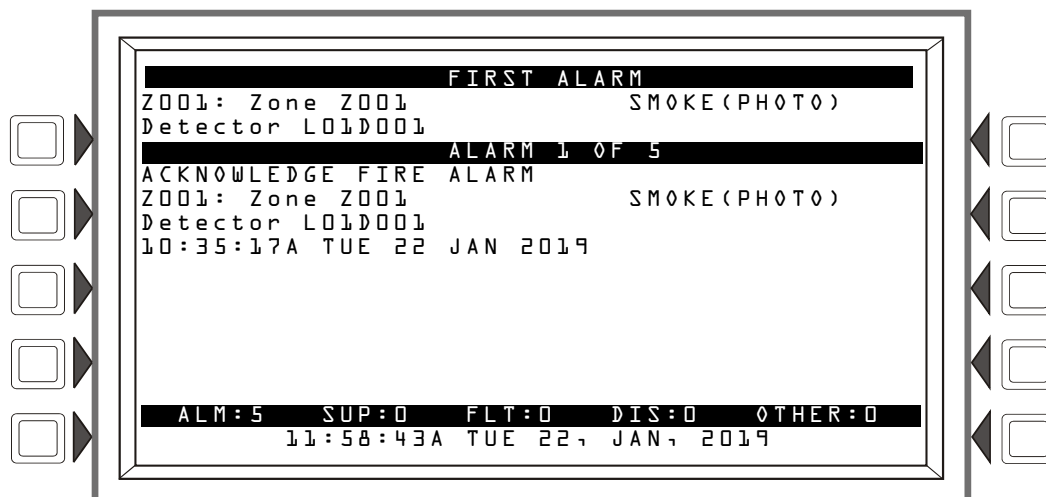 FIRST ALARM
Z001: Zone Z001 SMOKE(PHOTO)
Detector L01D001
ALARM 1 OF 5
ACKNOWLEDGE FIRE ALARM
Z001: Zone Z001 SMOKE(PHOTO)
Detector L01D001
10:35:17A TUE 22 JAN 2019
ALM:5 SUP:0 FLT:0 DIS:0 OTHER:0
11:58:43A TUE 22, JAN, 2019